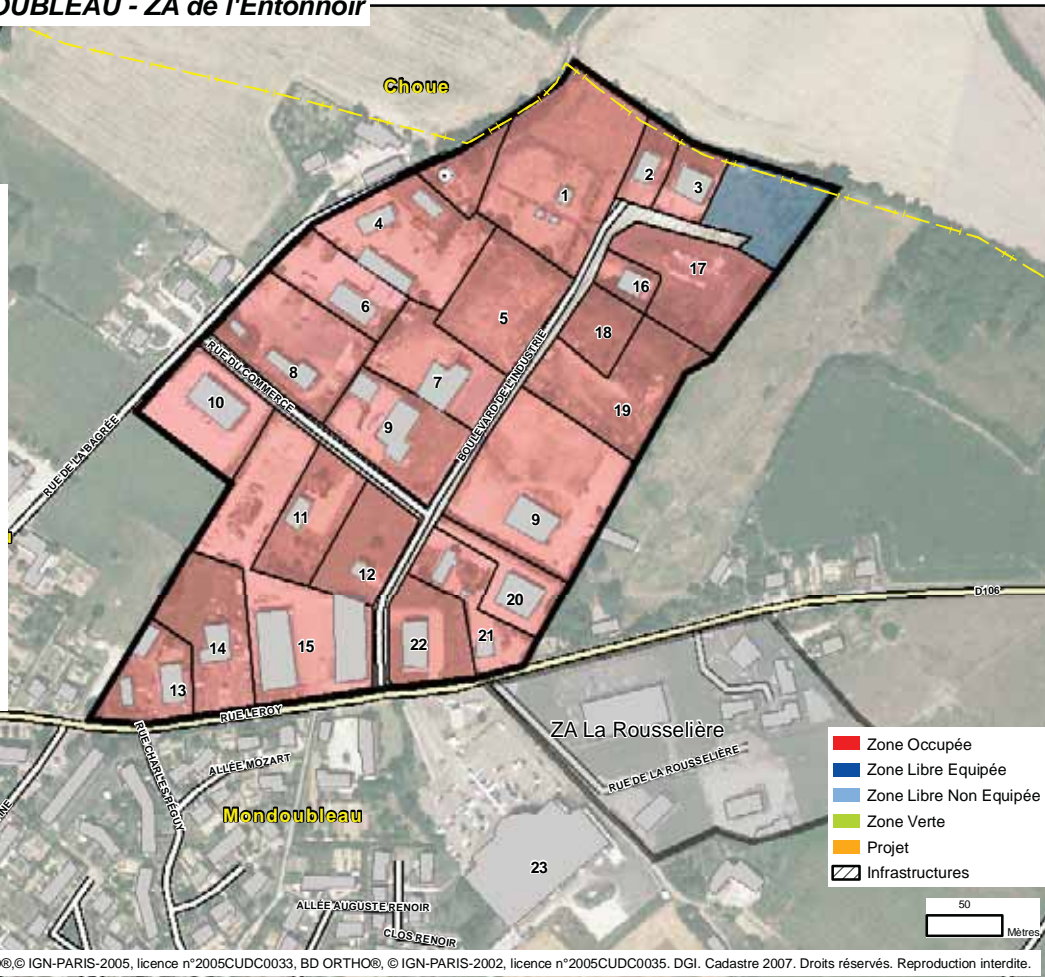 OUBLEAU - ZA de l'Entonnoir
Choue
1
2
3
4
5
6
7
8
9
10
11
12
13
14
15
16
17
18
19
9
20
21
22
23
RUE DE LA BAGRÉE
RUE DU COMMERCE
BOULEVARD DE L'INDUSTRIE
D106
RUE LEROY
RUE CHARLES PÉGUY
ALLÉE MOZART
Mondoubleau
ALLÉE AUGUSTE RENOIR
CLOS RENOIR
ZA La Rousselière
RUE DE LA ROUSSELIÈRE
Zone Occupée
Zone Libre Equipée
Zone Libre Non Equipée
Zone Verte
Projet
Infrastructures
50
Mètres
®,© IGN-PARIS-2005, licence n°2005CUDC0033, BD ORTHO®, © IGN-PARIS-2002, licence n°2005CUDC0035. DGI. Cadastre 2007. Droits réservés. Reproduction interdite.